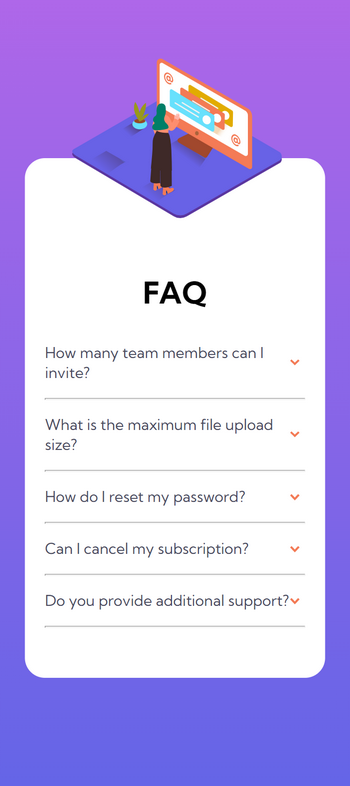 FAQ
How many team members can I
invite?
What is the maximum file upload
size?
How do I reset my password?
Can I cancel my subscription?
Do you provide additional support?